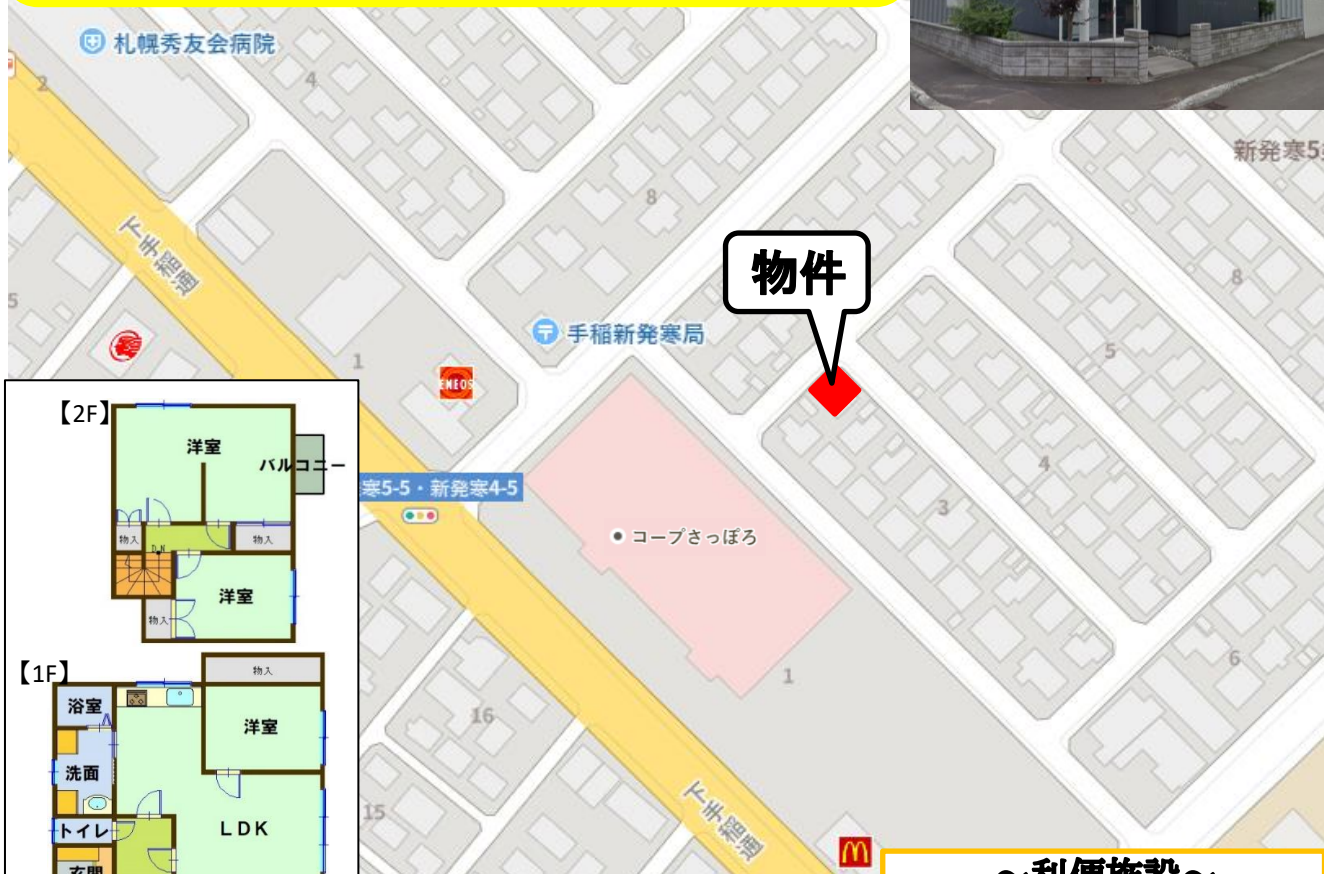 札幌秀友会病院
2
4
新発寒5
下手稲通
8
物件
8
5
手稲新発寒局
1
5
ENEOS
【2F】
洋室
バルコニー
寒5-5・新発寒4-5
4
3
物入
DN
物入
コープさっぽろ
洋室
物入
【1F】
物入
6
1
浴室
洋室
16
洗面
下手稲通
15
トイレ
LDK
玄関
～利便施設～